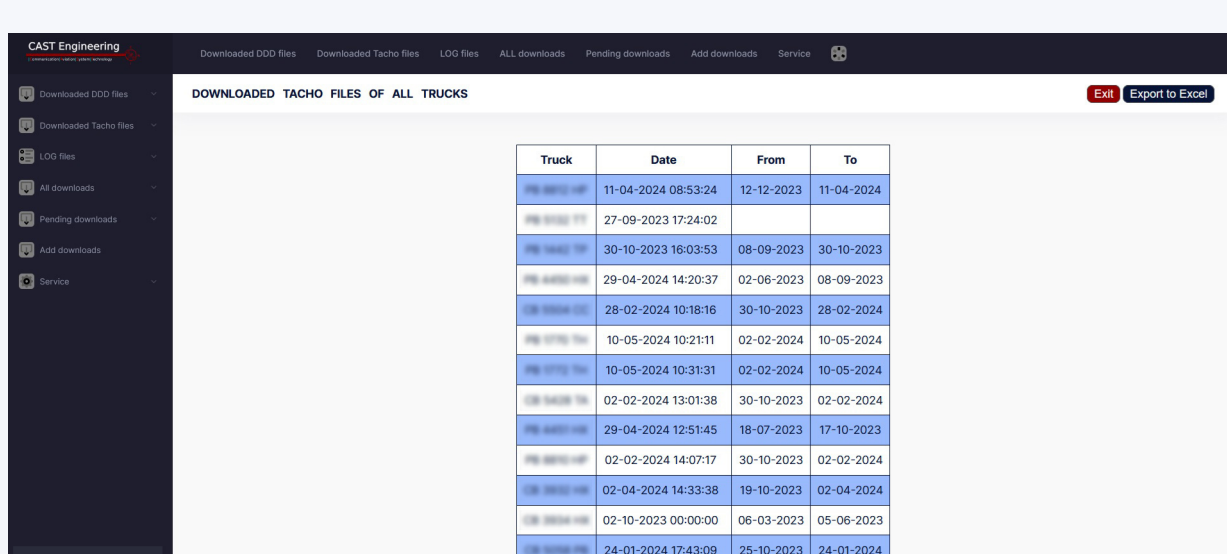 CAST Engineering
Downloaded DDD files Downloaded Tacho files LOG files ALL downloads Pending downloads Add downloads Service
Downloaded DDD files
Downloaded Tacho files
LOG files
All downloads
Pending downloads
Add downloads
Service
DOWNLOADED TACHO FILES OF ALL TRUCKS
Exit Export to Excel
Truck Date From To
11-04-2024 08:53:24 12-12-2023 11-04-2024
27-09-2023 17:24:02
30-10-2023 16:03:53 08-09-2023 30-10-2023
29-04-2024 14:20:37 02-06-2023 08-09-2023
28-02-2024 10:18:16 30-10-2023 28-02-2024
10-05-2024 10:21:11 02-02-2024 10-05-2024
10-05-2024 10:31:31 02-02-2024 10-05-2024
02-02-2024 13:01:38 30-10-2023 02-02-2024
29-04-2024 12:51:45 18-07-2023 17-10-2023
02-02-2024 14:07:17 30-10-2023 02-02-2024
02-04-2024 14:33:38 19-10-2023 02-04-2024
02-10-2023 00:00:00 06-03-2023 05-06-2023
24-01-2024 17:43:09 25-10-2023 24-01-2024